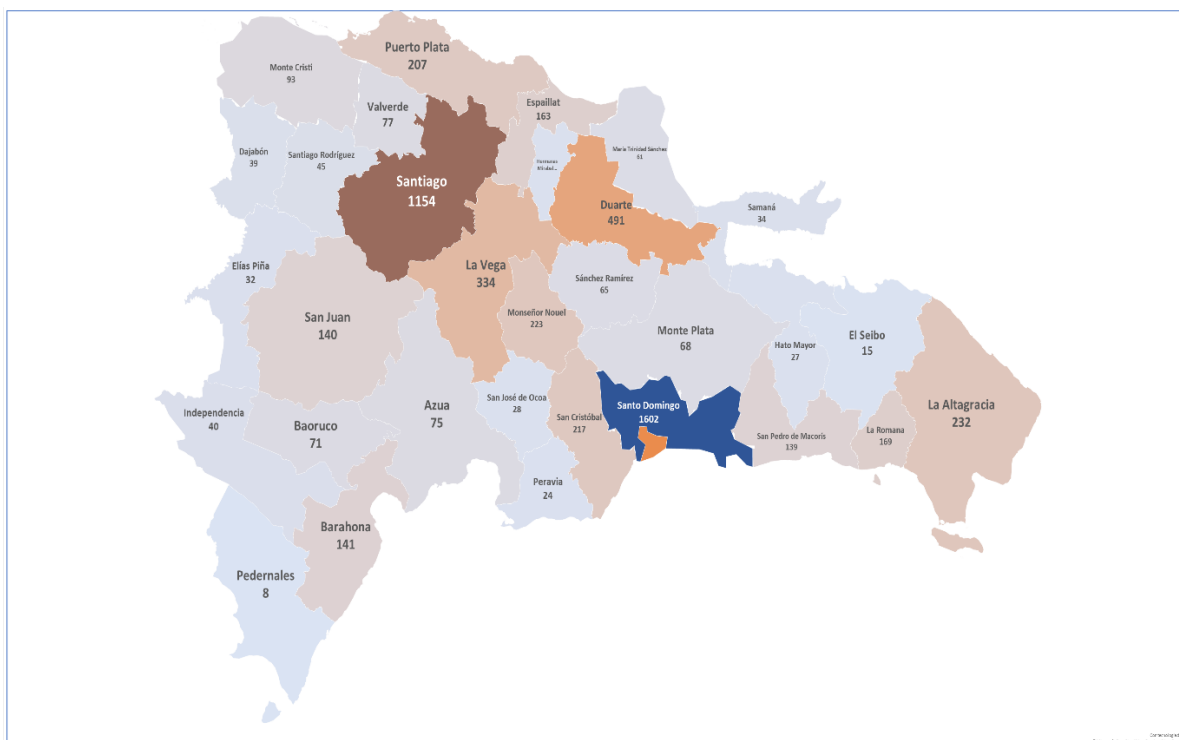 Puerto Plata
207
Monte Cristi
93
Valverde
77
Espaillat
163
Dajabón
39
Santiago Rodríguez
45
María Trinidad Sánchez
51
Santiago
1154
Duarte
491
Samaná
34
Elías Piña
32
La Vega
334
Sánchez Ramírez
65
San Juan
140
Monseñor Nouel
223
Monte Plata
68
Hato Mayor
27
El Seibo
15
Independencia
40
Baoruco
71
Azua
75
San José de Ocoa
28
San Cristóbal
217
Santo Domingo
1602
San Pedro de Macorís
139
La Romana
169
La Altagracia
232
Peravia
24
Barahona
141
Pedernales
8